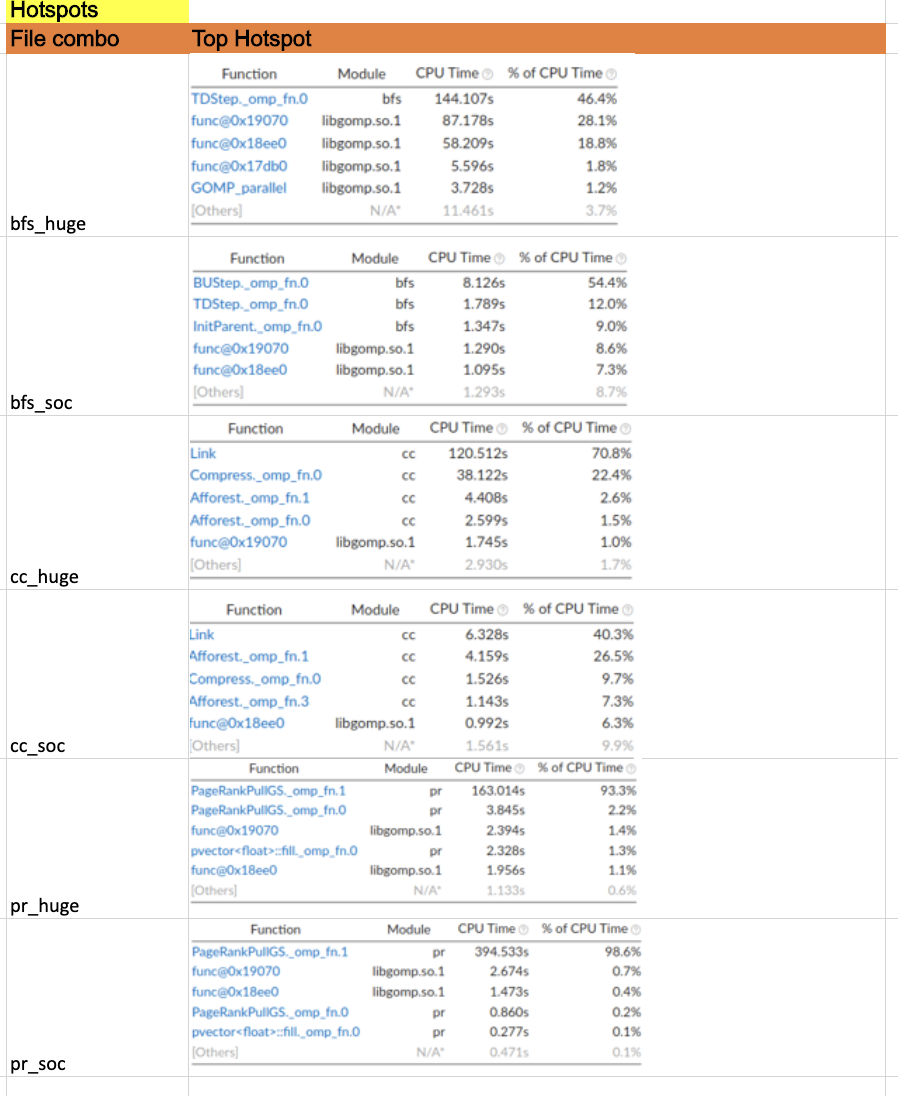 Hotspots
File combo Top Hotspot
Function Module CPU Time % of CPU Time
TDStep._omp_fn.0 bfs 144.107s 46.4%
func@0x19070 libgomp.so.1 87.178s 28.1%
func@0x18ee0 libgomp.so.1 58.209s 18.8%
func@0x17db0 libgomp.so.1 5.596s 1.8%
GOMP_parallel libgomp.so.1 3.728s 1.2%
[Others] N/A* 11.461s 3.7%
bfs_huge
Function Module CPU Time % of CPU Time
BUStep._omp_fn.0 bfs 8.126s 54.4%
TDStep._omp_fn.0 bfs 1.789s 12.0%
InitParent._omp_fn.0 bfs 1.347s 9.0%
func@0x19070 libgomp.so.1 1.290s 8.6%
func@0x18ee0 libgomp.so.1 1.095s 7.3%
[Others] N/A* 1.293s 8.7%
bfs_soc
Function Module CPU Time % of CPU Time
Link cc 120.512s 70.8%
Compress._omp_fn.0 cc 38.122s 22.4%
Afforest._omp_fn.1 cc 4.408s 2.6%
Afforest._omp_fn.0 cc 2.599s 1.5%
func@0x19070 libgomp.so.1 1.745s 1.0%
[Others] N/A* 2.930s 1.7%
cc_huge
Function Module CPU Time % of CPU Time
Link cc 6.328s 40.3%
Afforest._omp_fn.1 cc 4.159s 26.5%
Compress._omp_fn.0 cc 1.526s 9.7%
Afforest._omp_fn.3 cc 1.143s 7.3%
func@0x18ee0 libgomp.so.1 0.992s 6.3%
[Others] N/A* 1.561s 9.9%
cc_soc
Function Module CPU Time % of CPU Time
PageRankPullGS._omp_fn.1 pr 163.014s 93.3%
PageRankPullGS._omp_fn.0 pr 3.845s 2.2%
func@0x19070 libgomp.so.1 2.394s 1.4%
pvector<float>::fill._omp_fn.0 pr 2.328s 1.3%
func@0x18ee0 libgomp.so.1 1.956s 1.1%
[Others] N/A* 1.133s 0.6%
pr_huge
Function Module CPU Time % of CPU Time
PageRankPullGS._omp_fn.1 pr 394.533s 98.6%
func@0x19070 libgomp.so.1 2.674s 0.7%
func@0x18ee0 libgomp.so.1 1.473s 0.4%
PageRankPullGS._omp_fn.0 pr 0.860s 0.2%
pvector<float>::fill._omp_fn.0 pr 0.277s 0.1%
[Others] N/A* 0.471s 0.1%
pr_soc